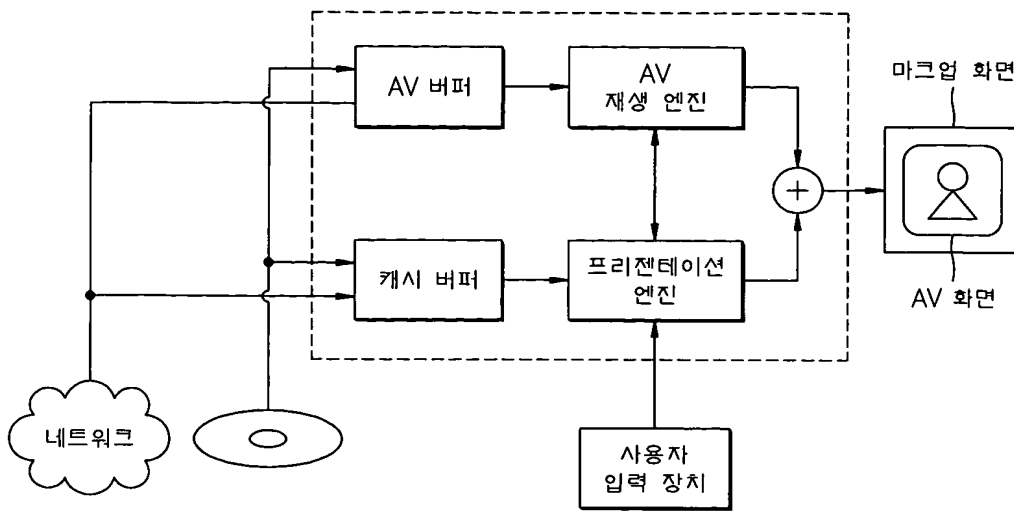 마크업 화면
AV 버퍼
AV
재생 엔진
캐시 버퍼
프리젠테이션
엔진
AV 화면
네트워크
사용자
입력 장치